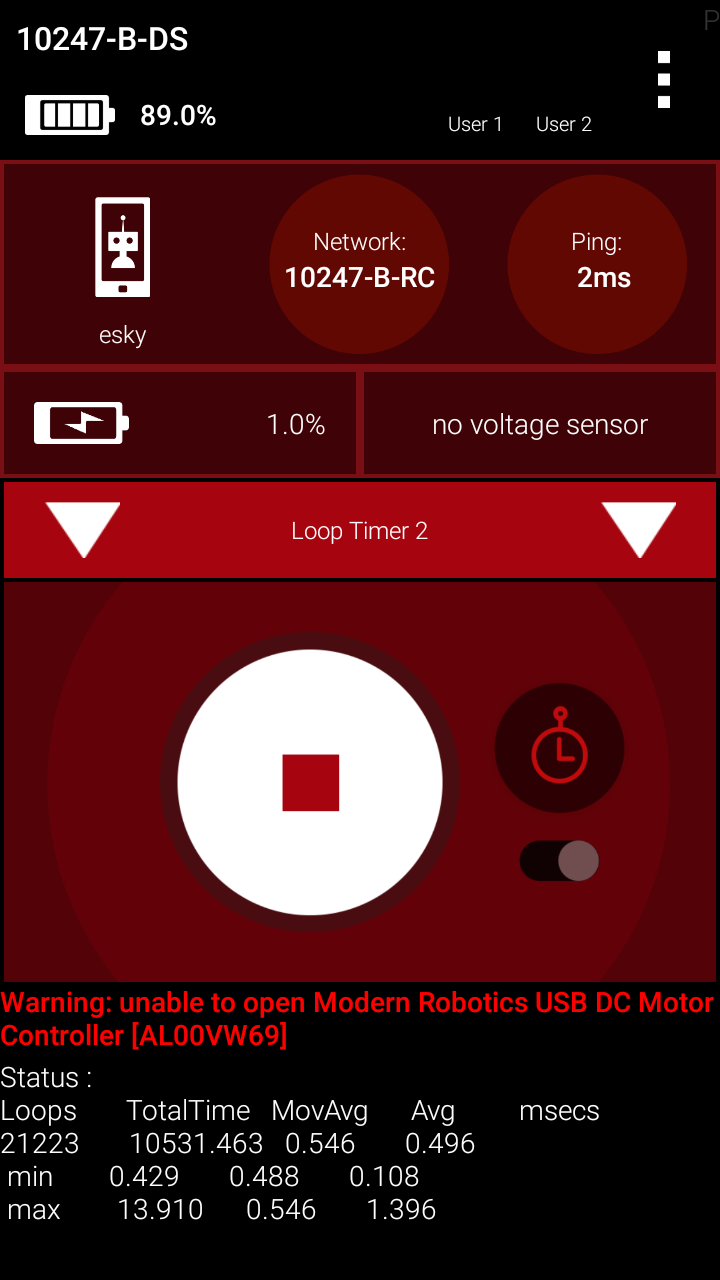 P
10247-B-DS
89.0%
User 1 User 2
Network:
10247-B-RC
Ping:
2ms
esky
1.0%
no voltage sensor
Loop Timer 2
Warning: unable to open Modern Robotics USB DC Motor
Controller [AL00VW69]
Status :
Loops TotalTime MovAvg Avg msecs
21223 10531.463 0.546 0.496
min 0.429 0.488 0.108
max 13.910 0.546 1.396